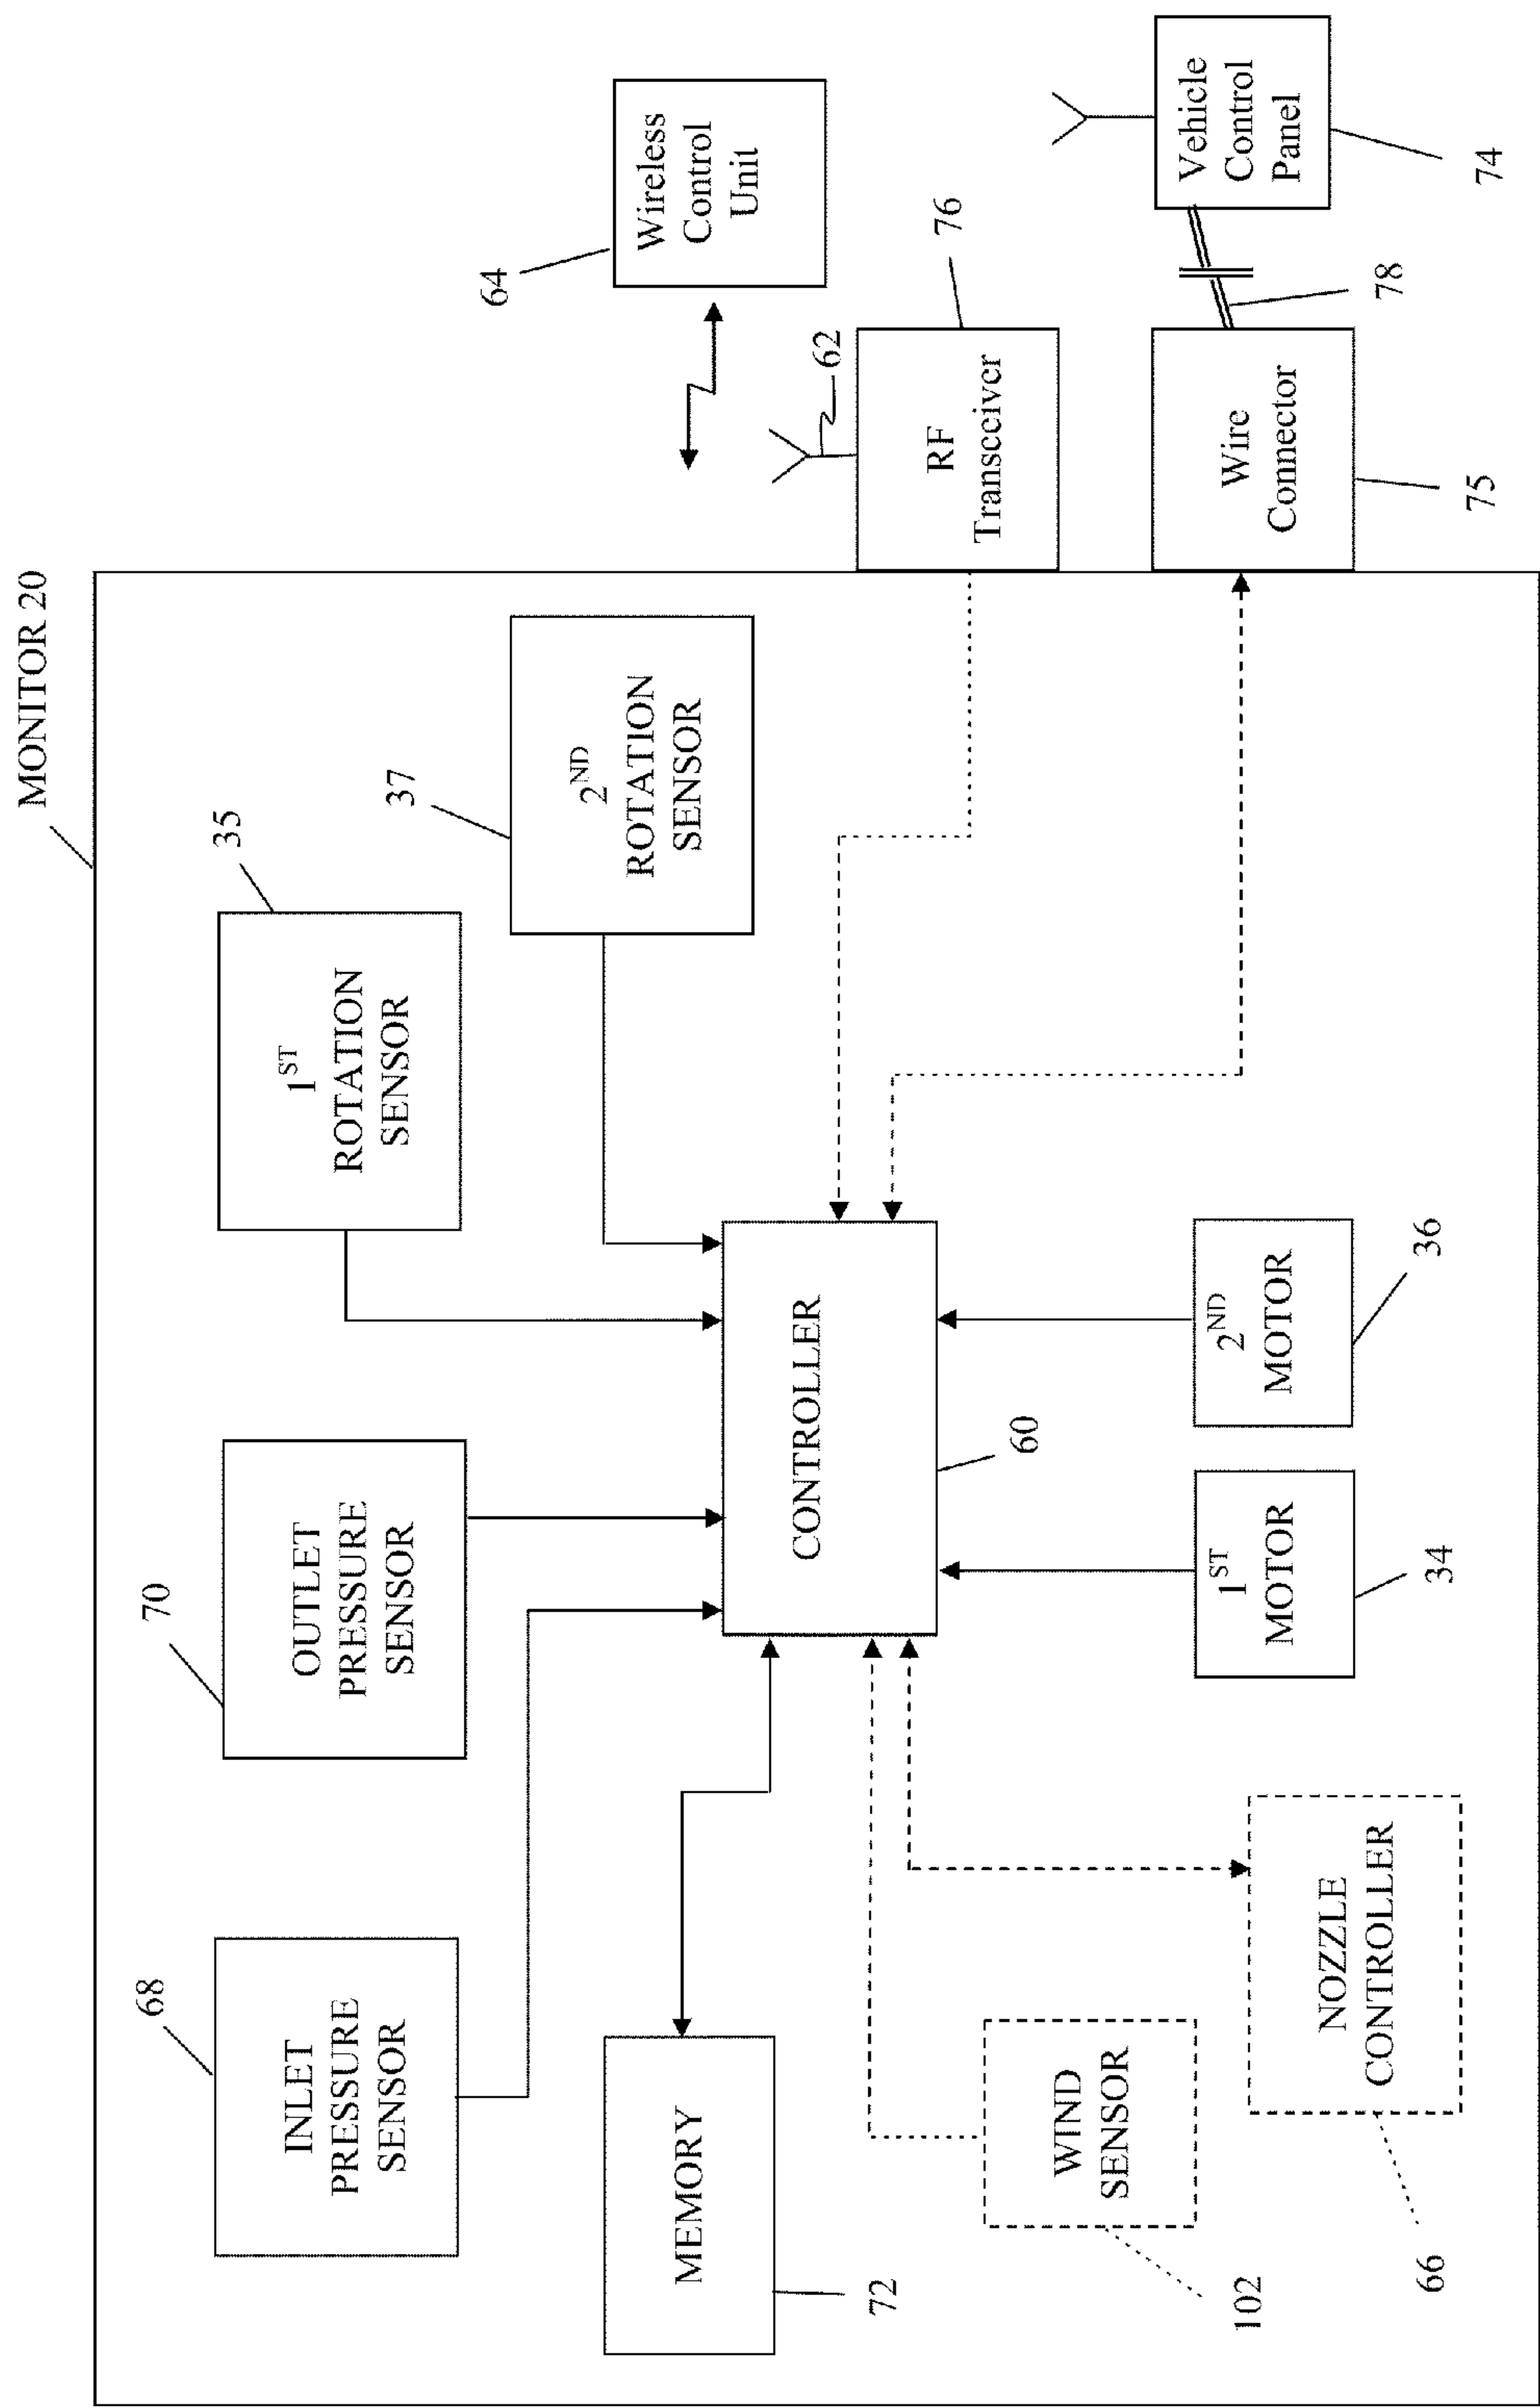 MONITOR 20
68
INLET
PRESSURE
SENSOR
70
OUTLET
PRESSURE
SENSOR
35
1ST
ROTATION
SENSOR
37
2ND
ROTATION
SENSOR
64
Wireless
Control
Unit
MEMORY
72
CONTROLLER
60
62
RF
Transceiver
76
WIND
SENSOR
102
NOZZLE
CONTROLLER
66
1ST
MOTOR
34
2ND
MOTOR
36
Wire
Connector
75
78
Vehicle
Control
Panel
74